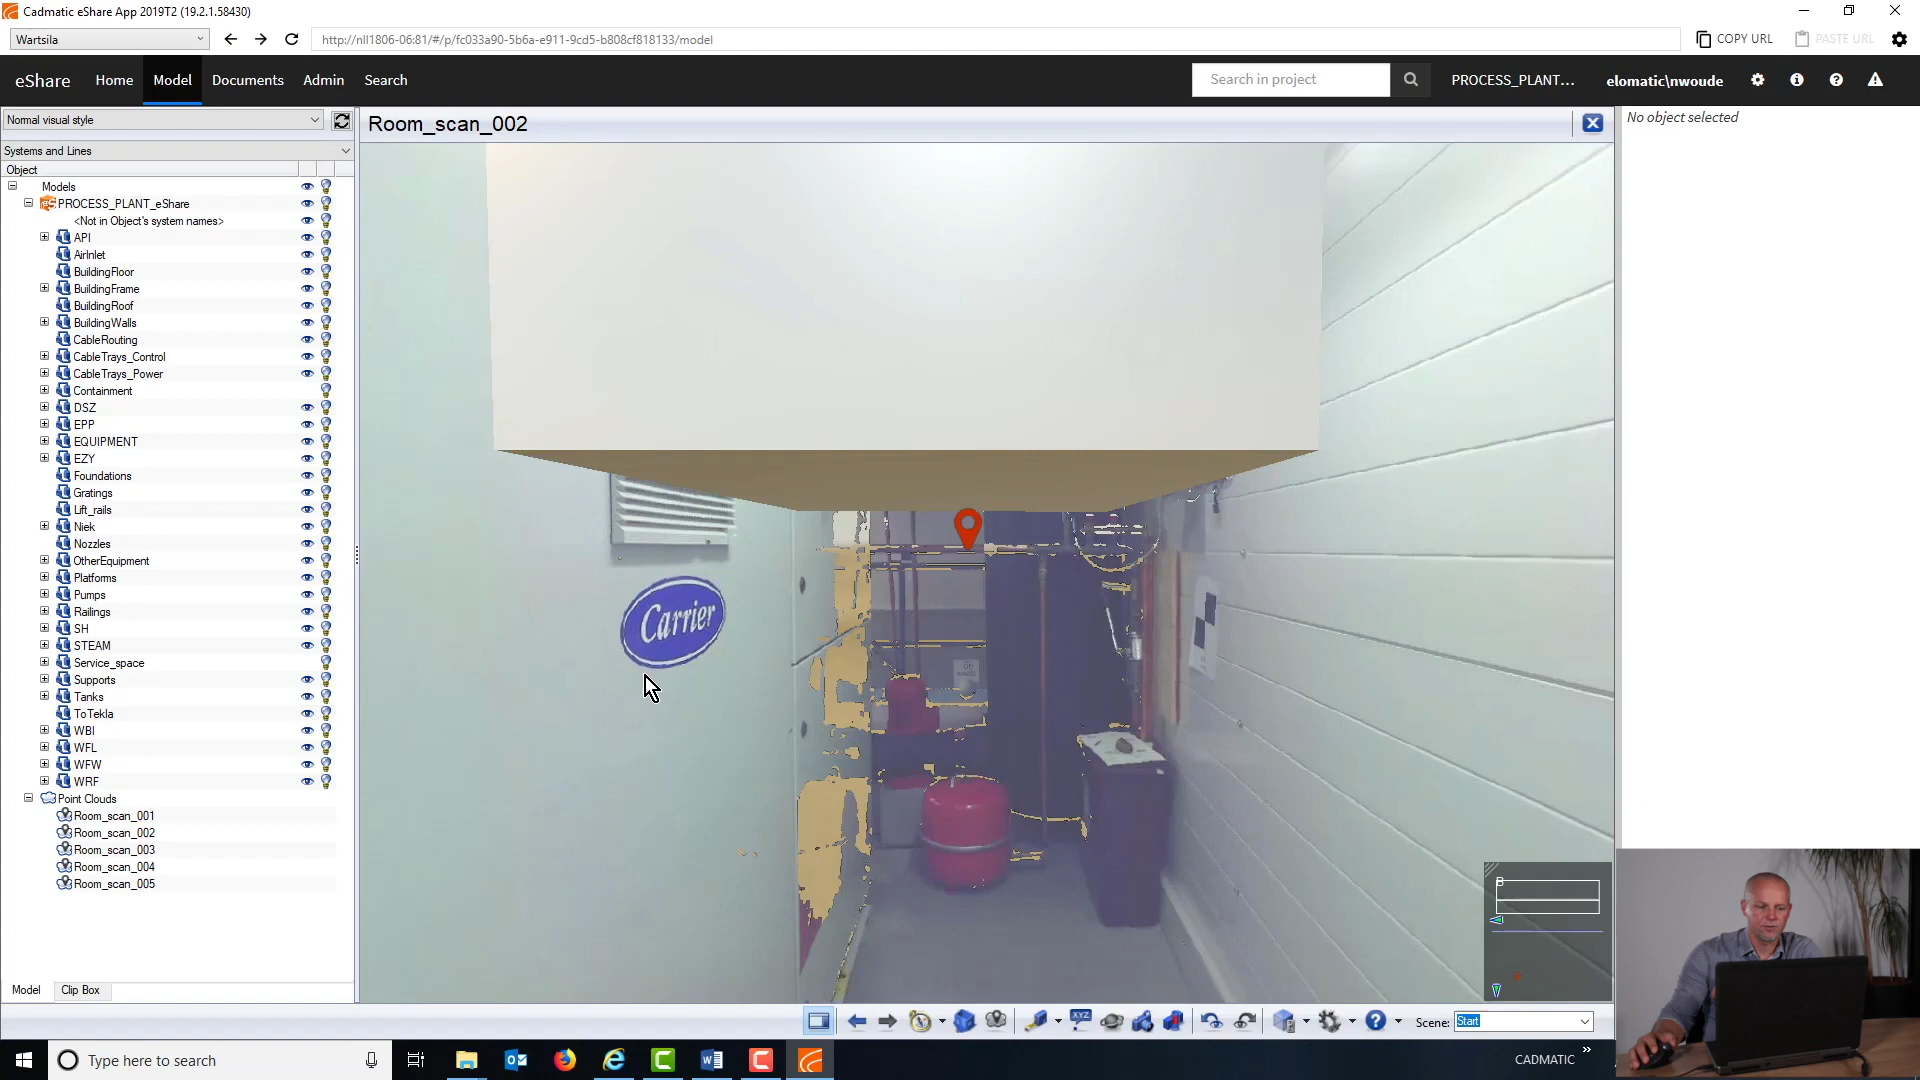 Cadmatic eShare App 2019T2 (19.2.1.58430)
Wartsila
http://nll1806-06:81/#/p/fc033a90-5b6a-e911-9cd5-b808cf818133/model
COPY URL
PASTE URL
eShare
Home
Model
Documents
Admin
Search
Search in project
PROCESS_PLANT...
elomatic\nwoude
Normal visual style
Systems and Lines
Object
Models
PROCESS_PLANT_eShare
<Not in Object's system names>
API
AirInlet
BuildingFloor
BuildingFrame
BuildingRoof
BuildingWalls
CableRouting
CableTrays_Control
CableTrays_Power
Containment
DSZ
EPP
EQUIPMENT
EZY
Foundations
Gratings
Lift_rails
Niek
Nozzles
OtherEquipment
Platforms
Pumps
Railings
SH
STEAM
Service_space
Supports
Tanks
ToTekla
WBI
WFL
WFW
WRF
Point Clouds
Room_scan_001
Room_scan_002
Room_scan_003
Room_scan_004
Room_scan_005
Model
Clip Box
Room_scan_002
Carrier
XYZ
Scene:
Start
No object selected
Type here to search
CADMATIC